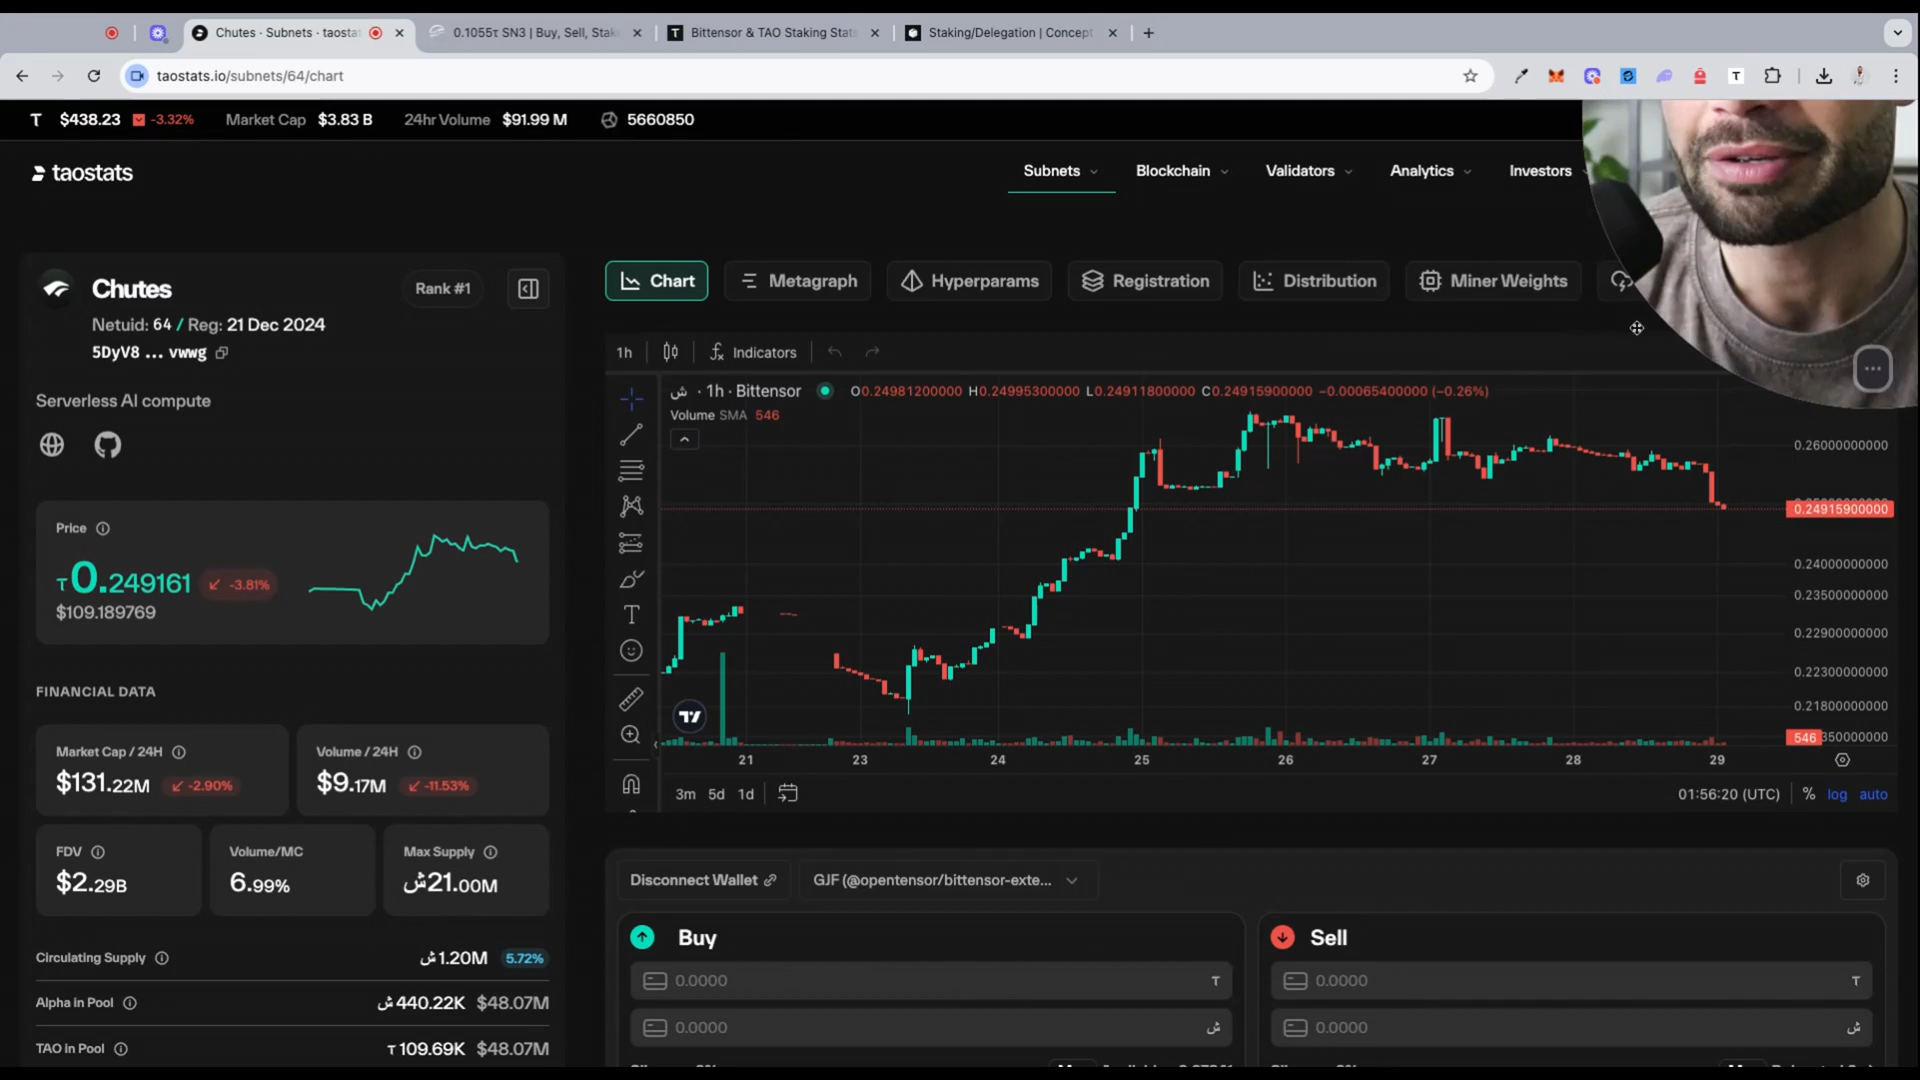 Chutes · Subnets · taostat
0.1055τ SN3 | Buy, Sell, Stak
Bittensor & TAO Staking Stats
Staking/Delegation | Concept
taostats.io/subnets/64/chart
T $438.23 -3.32% Market Cap $3.83 B 24hr Volume $91.99 M 5660850
taostats
Subnets Blockchain Validators Analytics Investors
Chutes Rank #1
Netuid: 64 / Reg: 21 Dec 2024
5DyV8 ... vwwg
Serverless AI compute
Chart Metagraph Hyperparams Registration Distribution Miner Weights
1h Indicators
ش · 1h · Bittensor O0.24981200000 H0.24995300000 L0.24911800000 C0.24915900000 −0.00065400000 (−0.26%)
Volume SMA 546
Price
τ0.249161 -3.81%
$109.189769
FINANCIAL DATA
Market Cap / 24H
$131.22M -2.90%
Volume / 24H
$9.17M -11.53%
FDV
$2.29B
Volume/MC
6.99%
Max Supply
ش21.00M
Circulating Supply ش1.20M 5.72%
Alpha in Pool ش440.22K $48.07M
TAO in Pool τ109.69K $48.07M
0.26000000000
0.24915900000
0.24000000000
0.23500000000
0.22900000000
0.22300000000
0.21800000000
546 350000000
21 23 24 25 26 27 28 29
3m 5d 1d 01:56:20 (UTC) % log auto
Disconnect Wallet GJF (@opentensor/bittensor-exte...
Buy
0.0000 τ
0.0000 ش
Sell
0.0000 τ
0.0000 ش